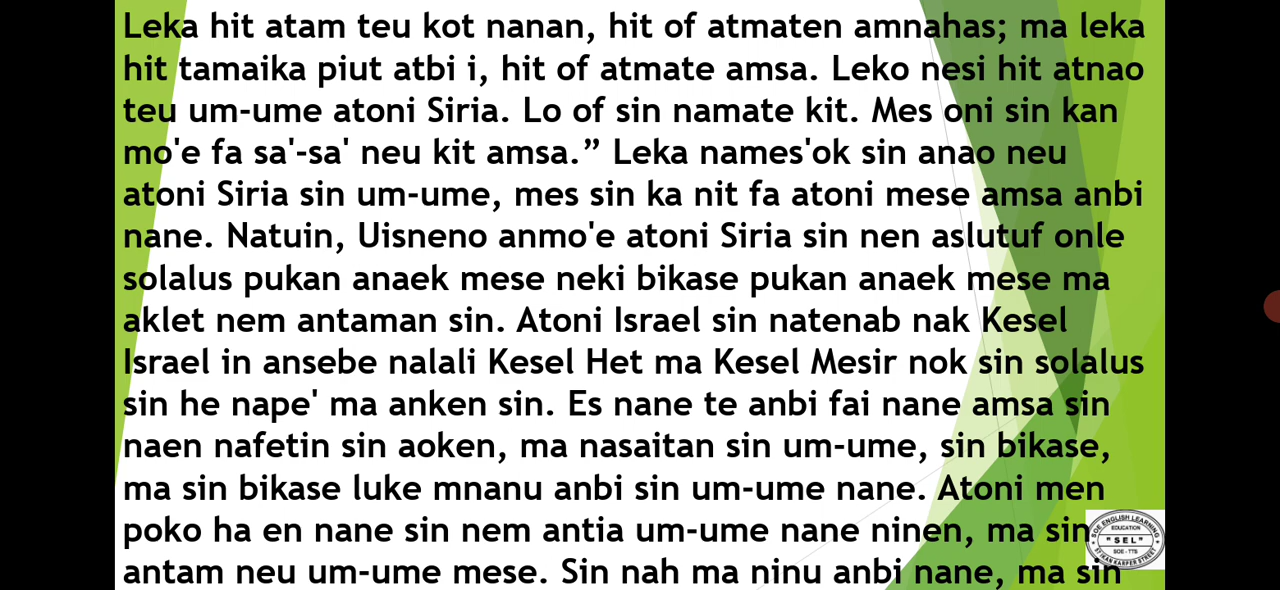 Leka hit atam teu kot nanan, hit of atmaten amnahas; ma leka
hit tamaika piut atbi i, hit of atmate amsa. Leko nesi hit atnao
teu um-ume atoni Siria. Lo of sin namate kit. Mes oni sin kan
mo'e fa sa'-sa' neu kit amsa.” Leka names'ok sin anao neu
atoni Siria sin um-ume, mes sin ka nit fa atoni mese amsa anbi
nane. Natuin, Uisneno anmo'e atoni Siria sin nen aslutuf onle
solalus pukan anaek mese neki bikase pukan anaek mese ma
aklet nem antaman sin. Atoni Israel sin natenab nak Kesel
Israel in ansebe nalali Kesel Het ma Kesel Mesir nok sin solalus
sin he nape' ma anken sin. Es nane te anbi fai nane amsa sin
naen nafetin sin aoken, ma nasaitan sin um-ume, sin bikase,
ma sin bikase luke mnanu anbi sin um-ume nane. Atoni men
poko ha en nane sin nem antia um-ume nane ninen, ma sin
antam neu um-ume mese. Sin nah ma ninu anbi nane, ma sin
SOE ENGLISH LEARNING
EDUCATION
"SEL"
SOE - TTS